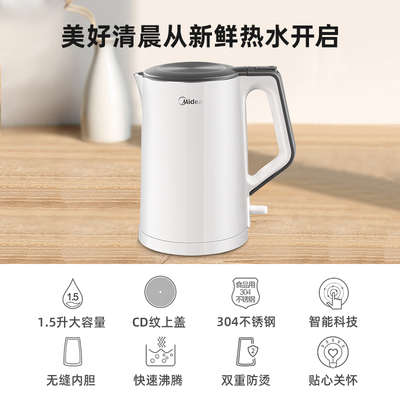 美好清晨从新鲜热水开启
Midea
1.5
食品用
304
不锈钢
1.5升大容量
CD纹上盖
304不锈钢
智能科技
2
无缝内胆
快速沸腾
双重防烫
贴心关怀